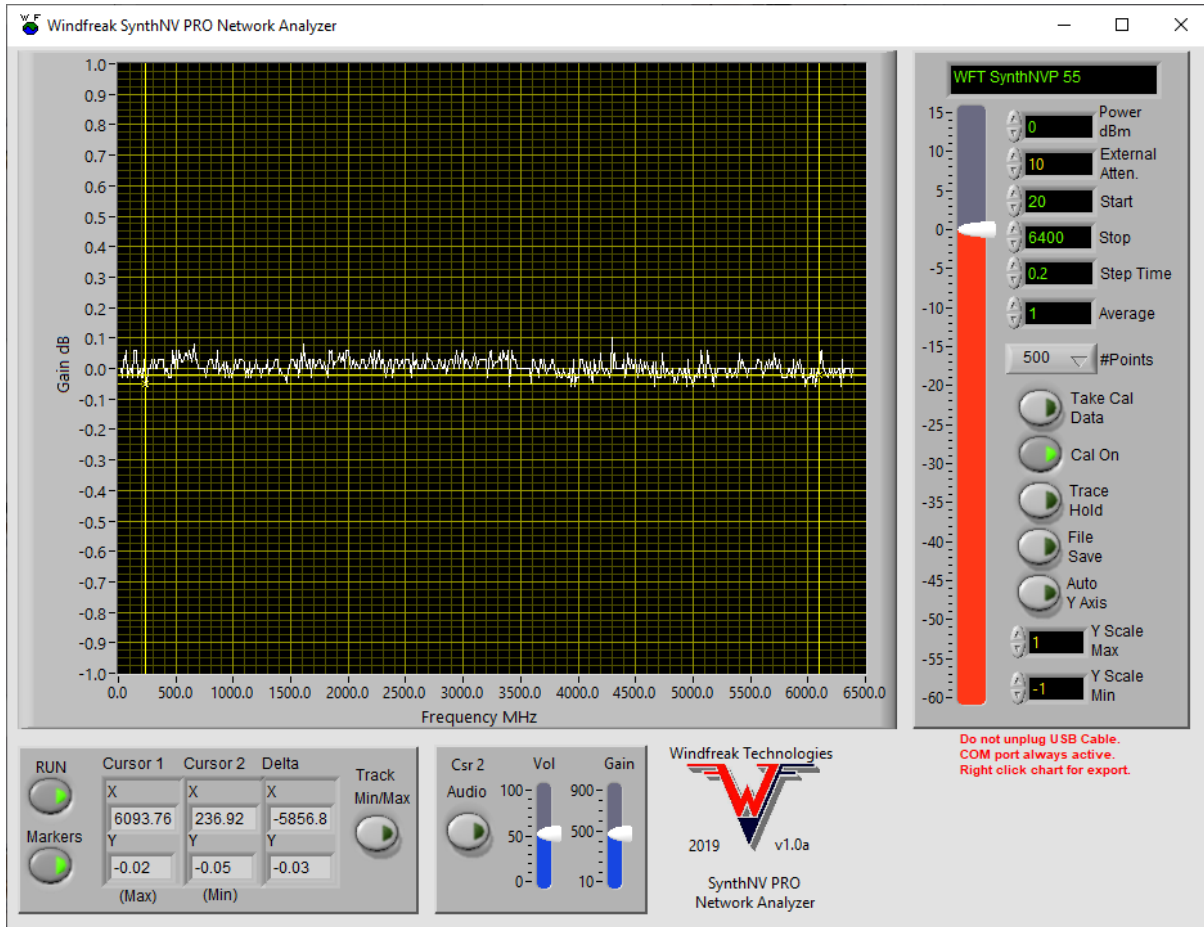 W F
Windfreak SynthNV PRO Network Analyzer
1.0
0.9
0.8
0.7
0.6
0.5
0.4
0.3
0.2
0.1
0.0
-0.1
-0.2
-0.3
-0.4
-0.5
-0.6
-0.7
-0.8
-0.9
-1.0
Gain dB
0.0 500.0 1000.0 1500.0 2000.0 2500.0 3000.0 3500.0 4000.0 4500.0 5000.0 5500.0 6000.0 6500.0
Frequency MHz
WFT SynthNVP 55
15
10
5
0
-5
-10
-15
-20
-25
-30
-35
-40
-45
-50
-55
-60
0 Power
dBm
10 External
Atten.
20 Start
6400 Stop
0.2 Step Time
1 Average
500 #Points
Take Cal
Data
Cal On
Trace
Hold
File
Save
Auto
Y Axis
1 Y Scale
Max
-1 Y Scale
Min
Do not unplug USB Cable.
COM port always active.
Right click chart for export.
RUN
Markers
Cursor 1 Cursor 2 Delta
X X X
6093.76 236.92 -5856.8
Y Y Y
-0.02 -0.05 -0.03
(Max) (Min)
Track
Min/Max
Csr 2
Audio
Vol
100
50
0
Gain
900
500
10
Windfreak Technologies
W
2019 v1.0a
SynthNV PRO
Network Analyzer